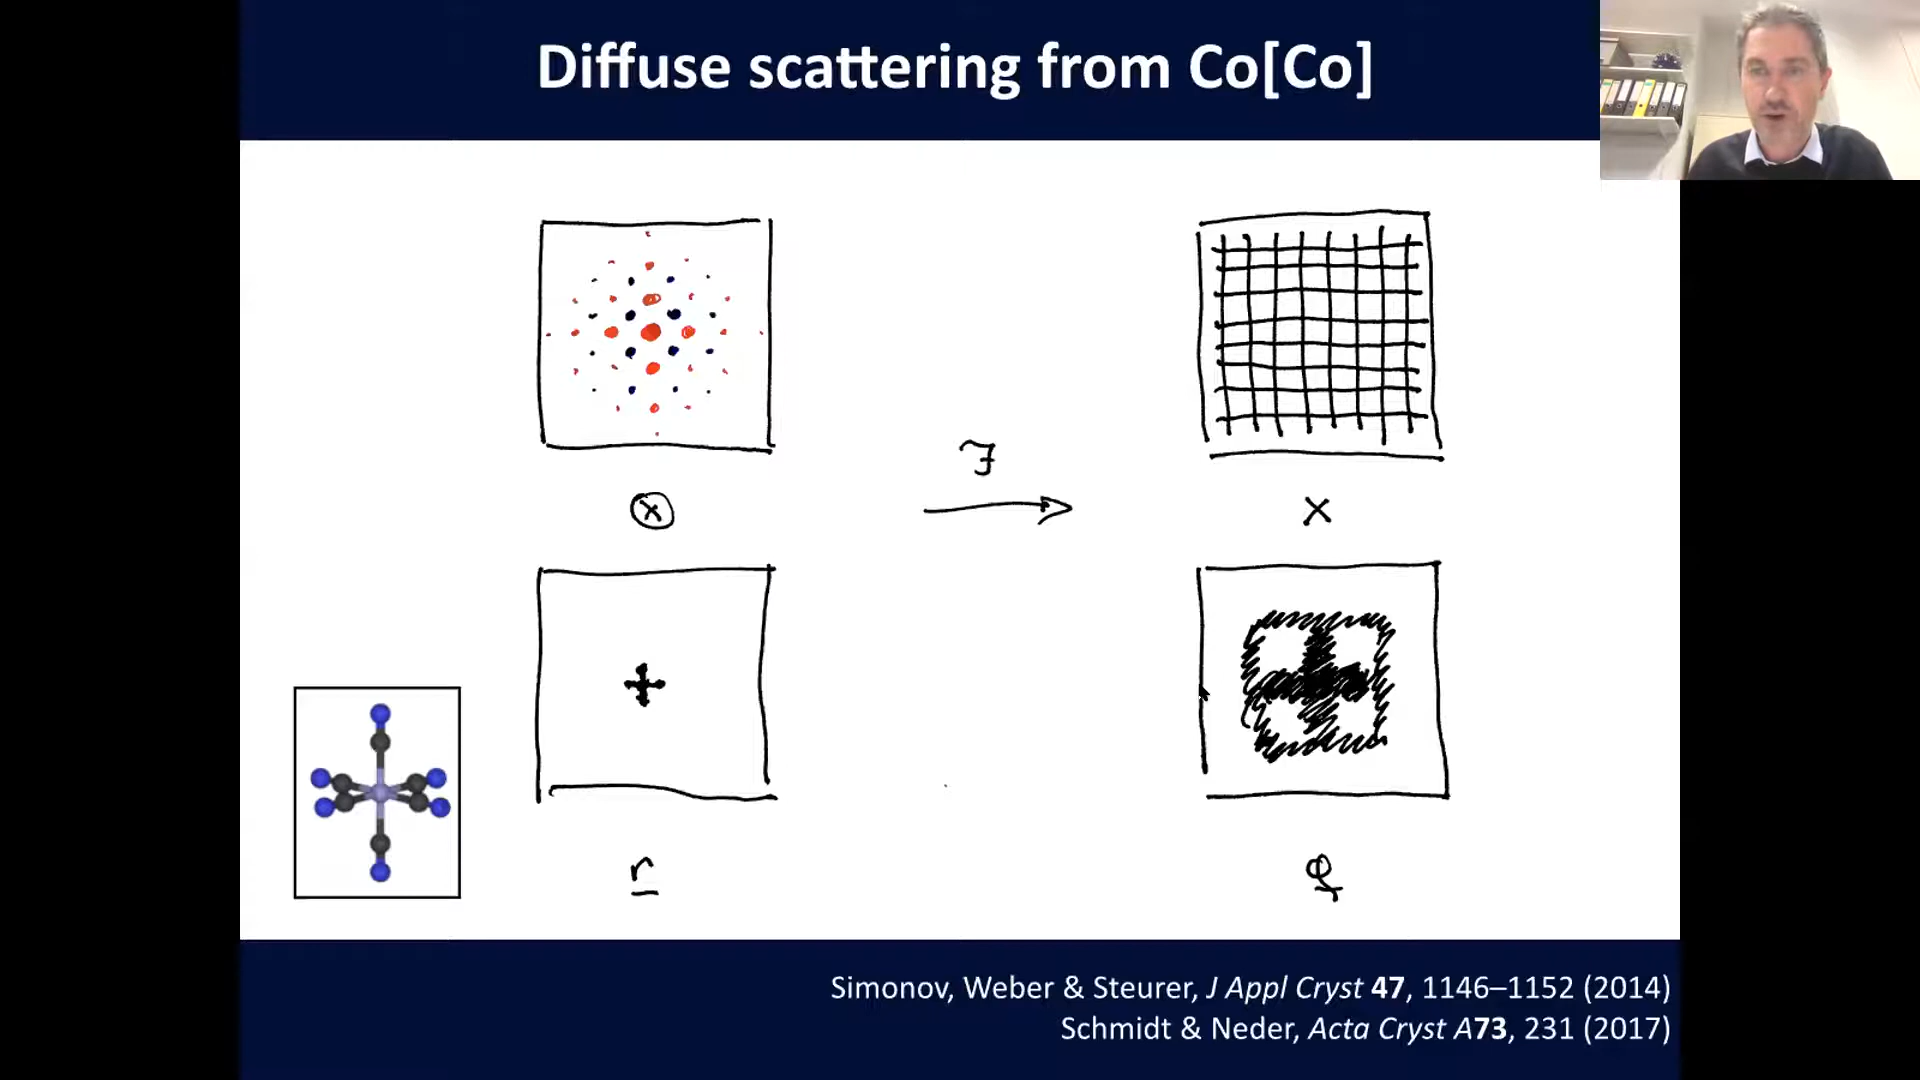 Diffuse scattering from Co[Co]
ℱ
⊗
×
r
Q
Simonov, Weber & Steurer, J Appl Cryst 47, 1146–1152 (2014)
Schmidt & Neder, Acta Cryst A73, 231 (2017)